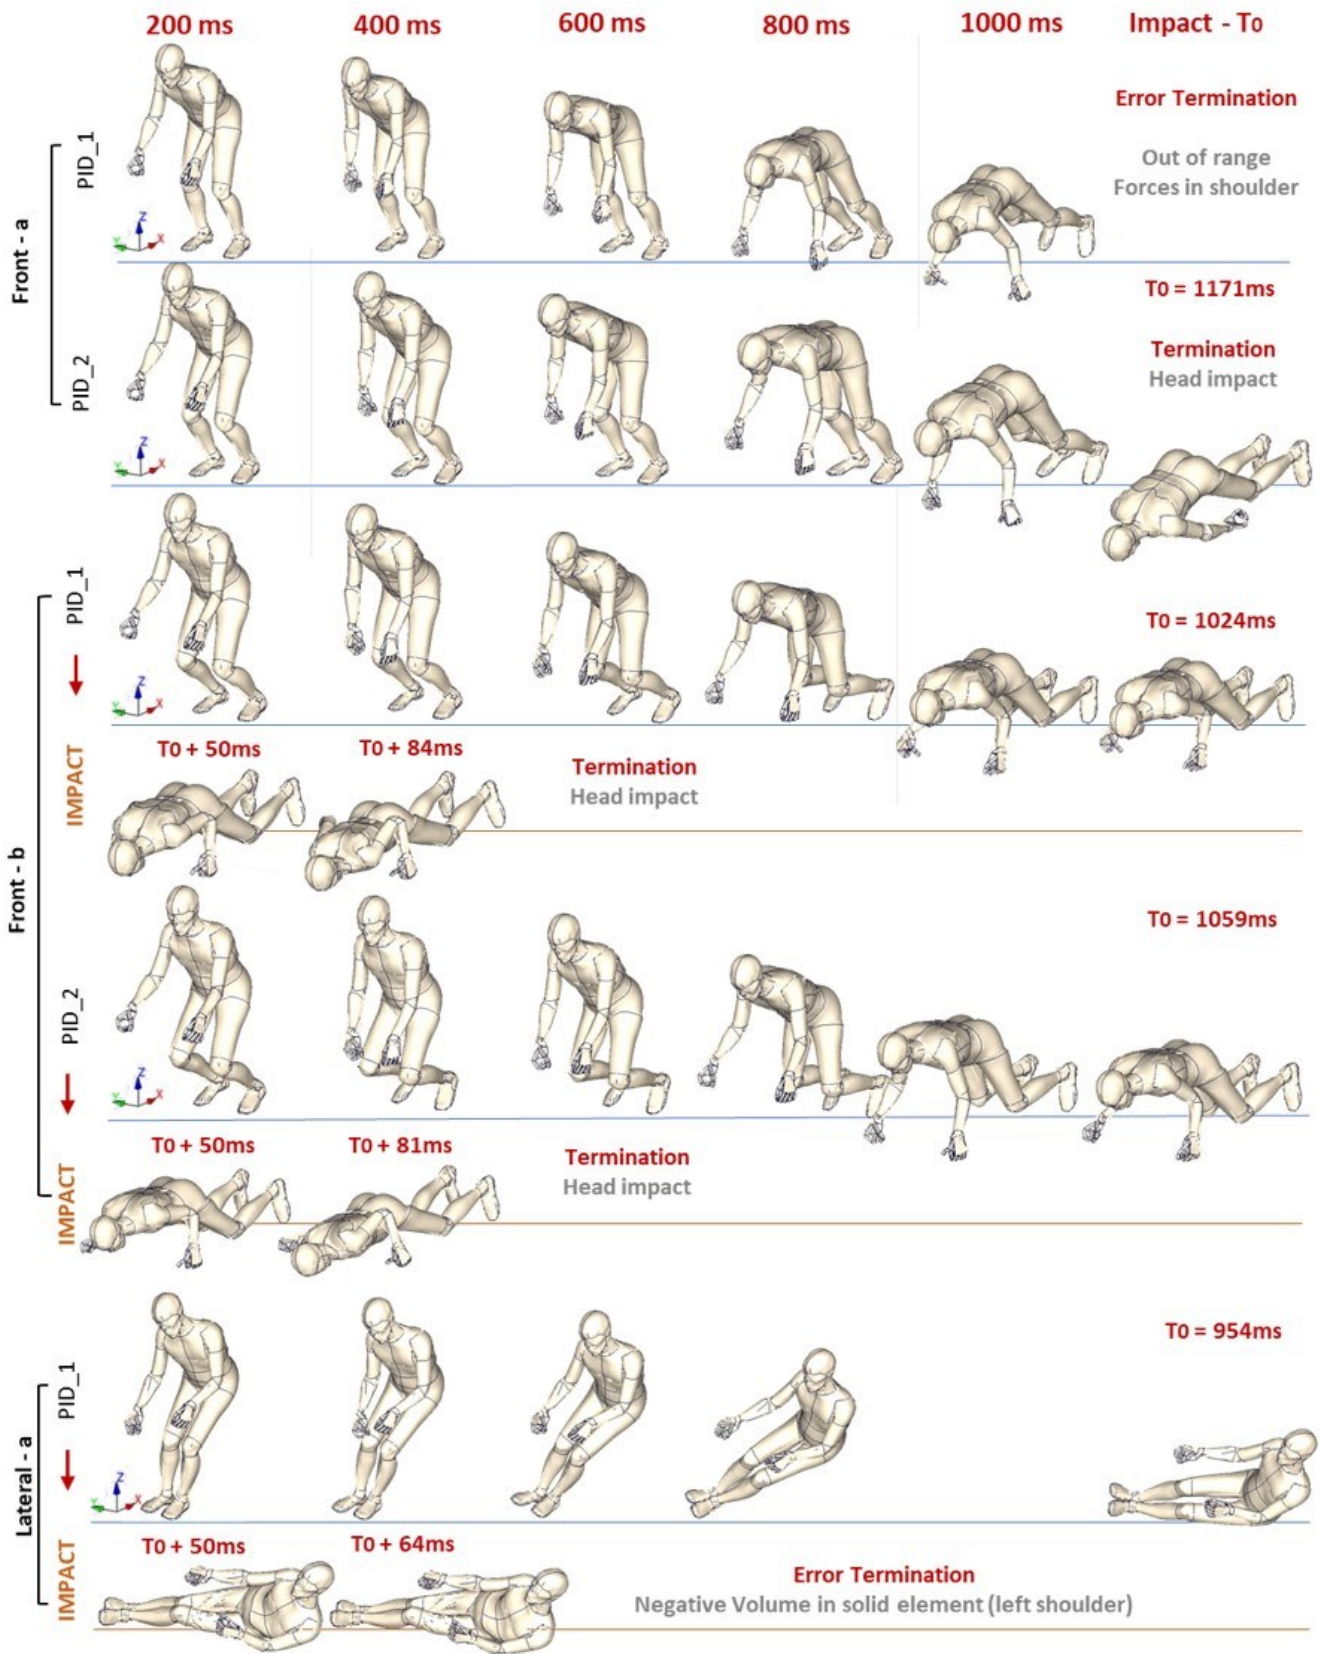 200 ms 400 ms 600 ms 800 ms 1000 ms Impact - T0
Front - a
PID_1
Error Termination
Out of range
Forces in shoulder
Z
Y X
PID_2
T0 = 1171ms
Termination
Head impact
Z
Y X
Front - b
PID_1
T0 = 1024ms
Z
Y X
IMPACT
T0 + 50ms T0 + 84ms
Termination
Head impact
PID_2
T0 = 1059ms
Z
Y X
IMPACT
T0 + 50ms T0 + 81ms
Termination
Head impact
Lateral - a
PID_1
T0 = 954ms
Z
Y X
IMPACT
T0 + 50ms T0 + 64ms
Error Termination
Negative Volume in solid element (left shoulder)